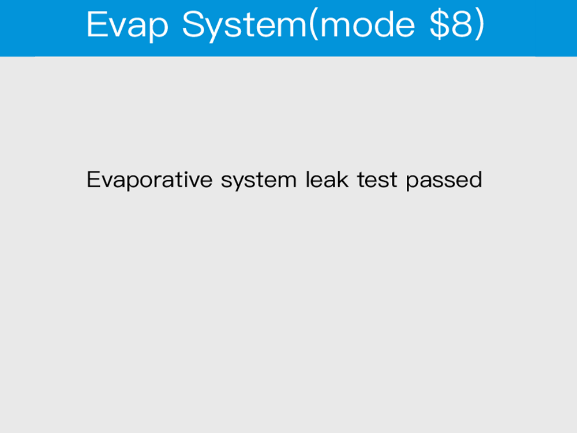 Evap System(mode $8)
Evaporative system leak test passed